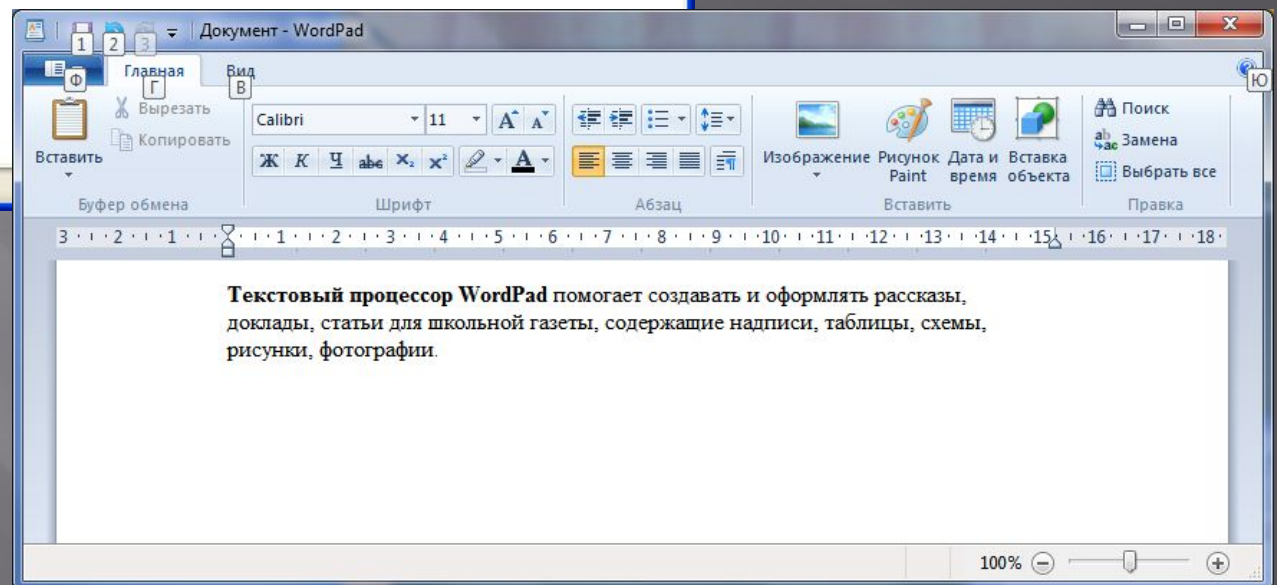 Документ - WordPad
1 2 3
Главная Вид
Ф Г В Ю
Вставить
Вырезать
Копировать
Буфер обмена
Calibri 11 A A
Ж К Ч abc X₂ x² A
Шрифт
Абзац
Изображение
Рисунок Paint
Дата и время
Вставка объекта
Вставить
Поиск
Замена
Выбрать все
Правка
3 2 1 1 2 3 4 5 6 7 8 9 10 11 12 13 14 15 16 17 18
Текстовый процессор WordPad помогает создавать и оформлять рассказы,
доклады, статьи для школьной газеты, содержащие надписи, таблицы, схемы,
рисунки, фотографии.
100%